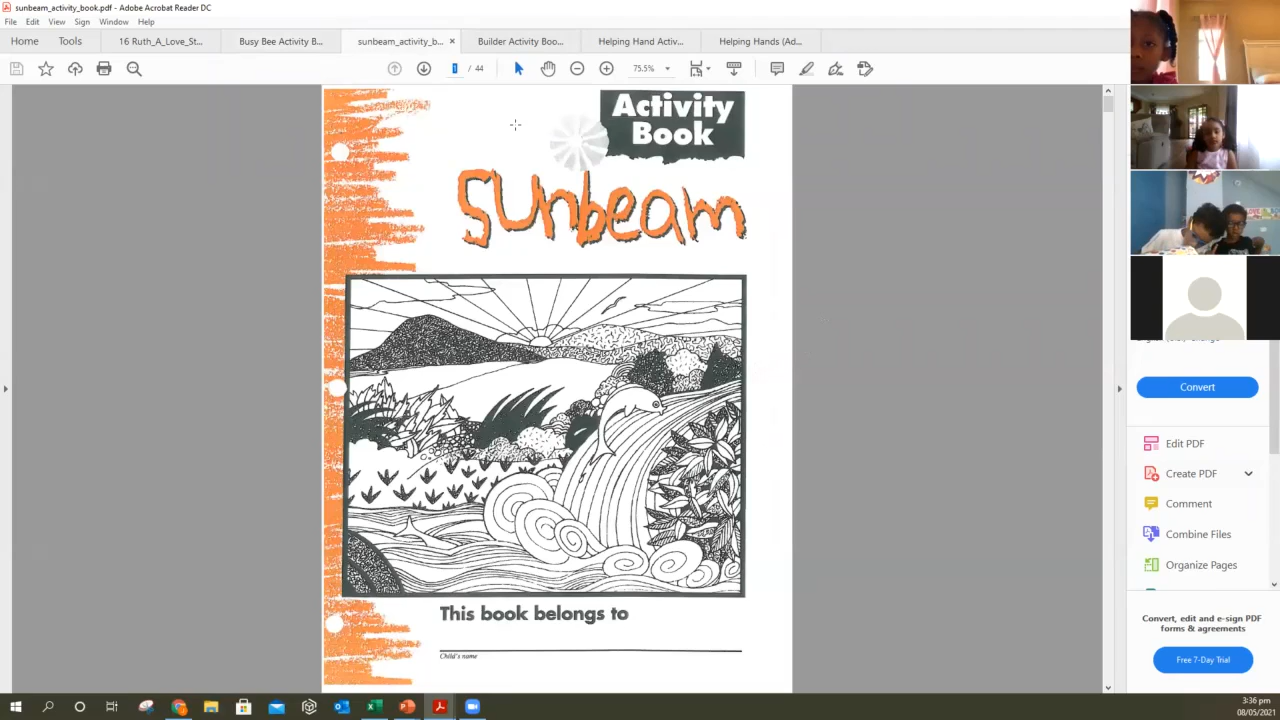 sunbeam_activity_book.pdf - Adobe Acrobat Reader DC
File Edit View Sign Window Help
Home Tools 16 Ruth_A_Love_St... Busy Bee Activity B... sunbeam_activity_b... × Builder Activity Boo... Helping Hand Activ... Helping Hands (Ad...
1 / 44 75.5%
Activity
Book
sunbeam
This book belongs to
Child's name
Convert
Edit PDF
Create PDF
Comment
Combine Files
Organize Pages
Convert, edit and e-sign PDF
forms & agreements
Free 7-Day Trial
3:36 pm
08/05/2021